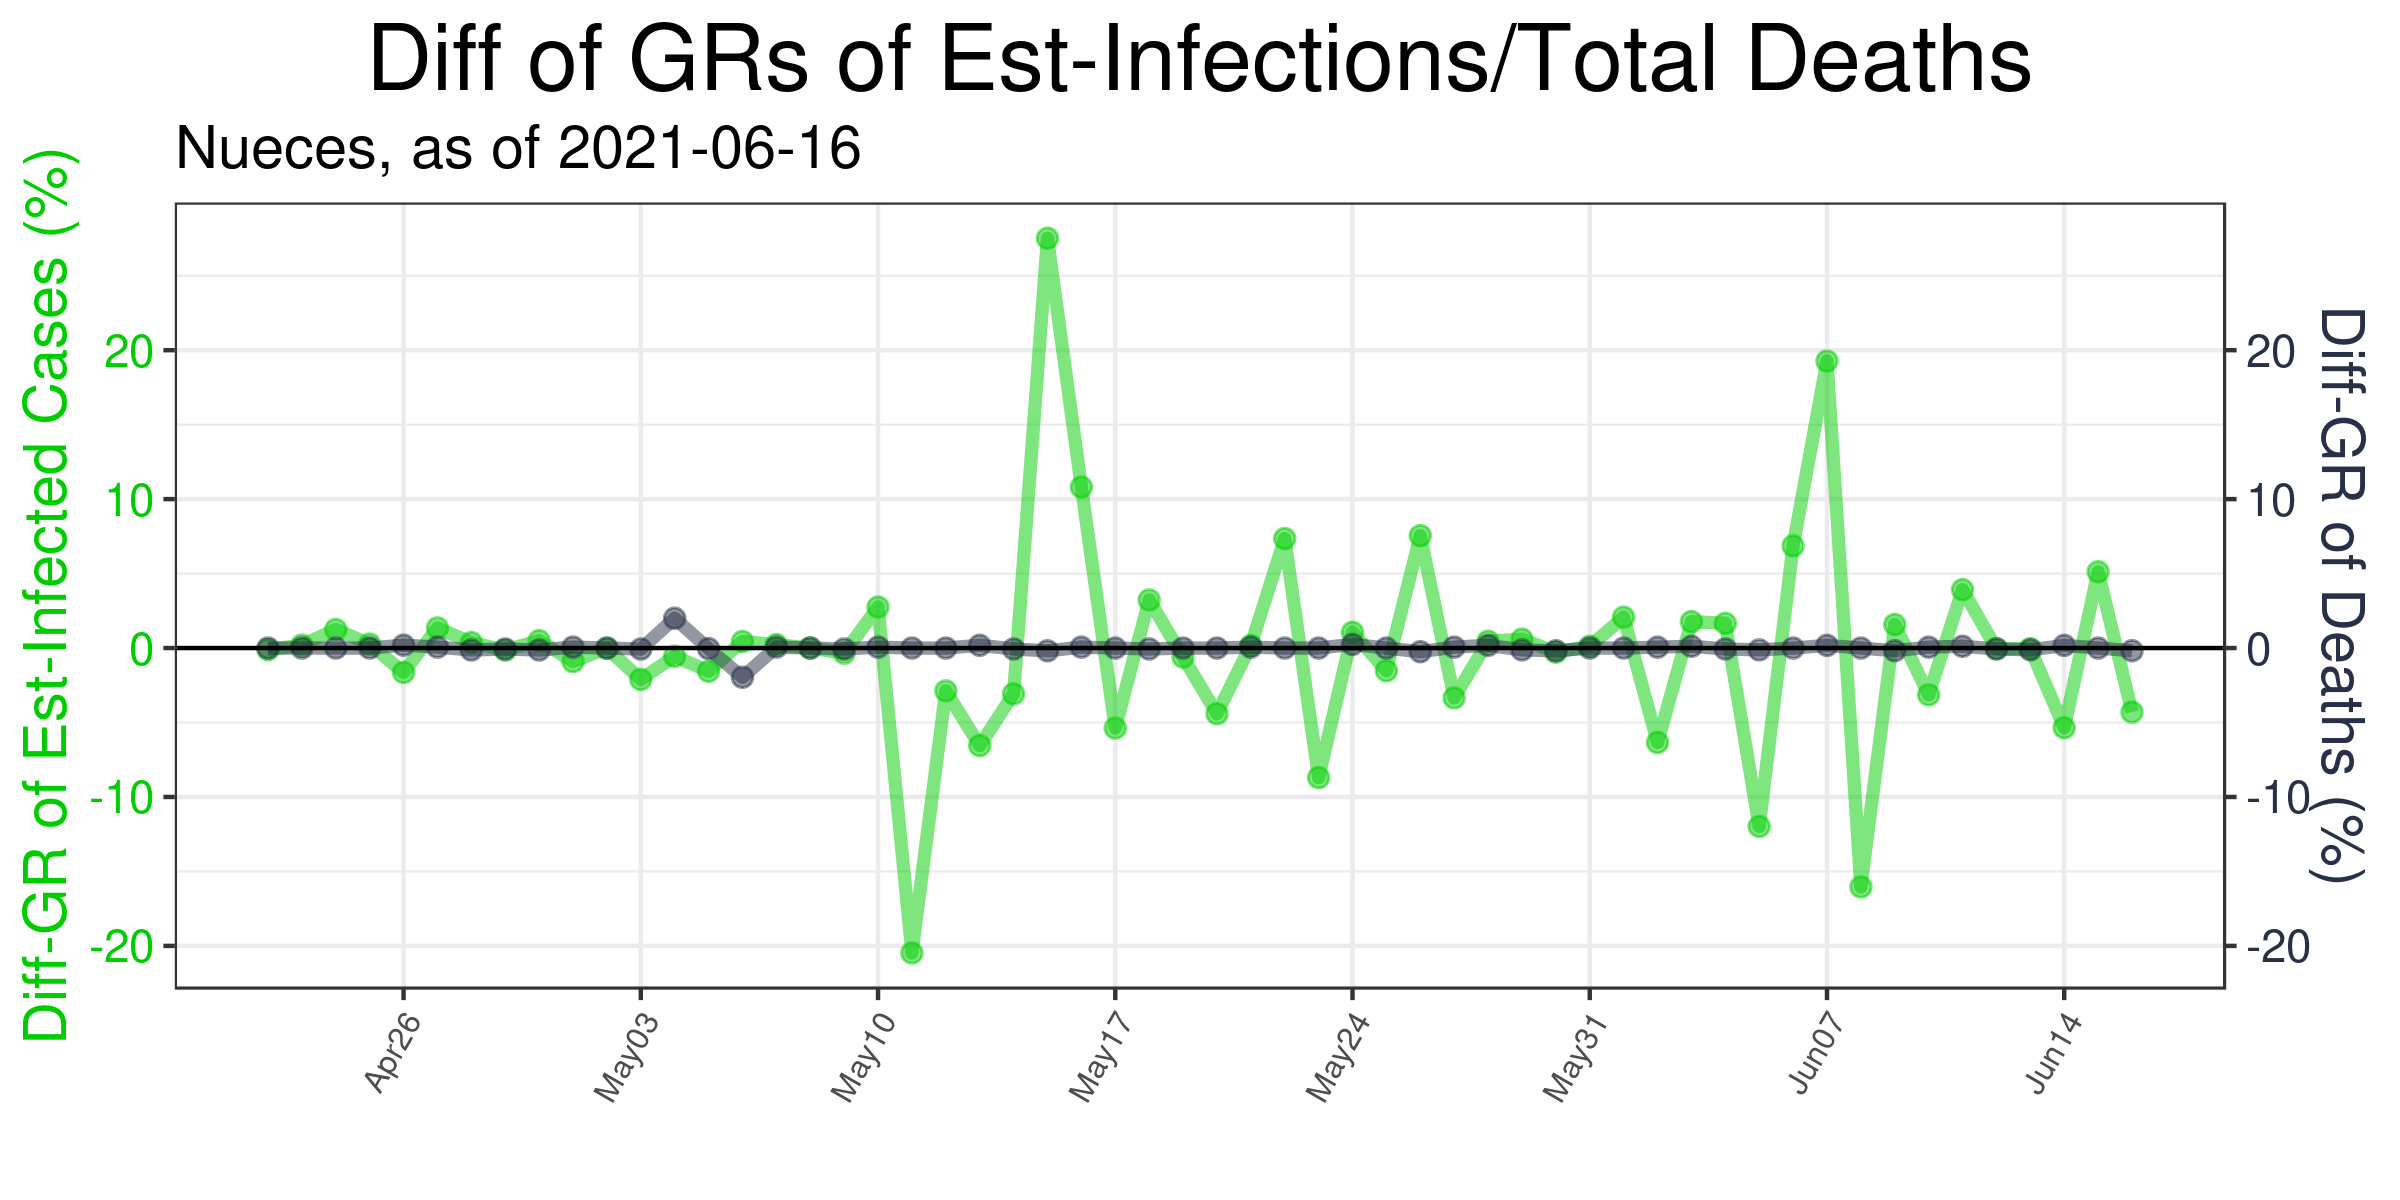 Diff of GRs of Est-Infections/Total Deaths
Nueces, as of 2021-06-16
Diff-GR of Est-Infected Cases (%)
20
10
0
-10
-20
20
10
0
-10
-20
Diff-GR of Deaths (%)
Apr26
May03
May10
May17
May24
May31
Jun07
Jun14